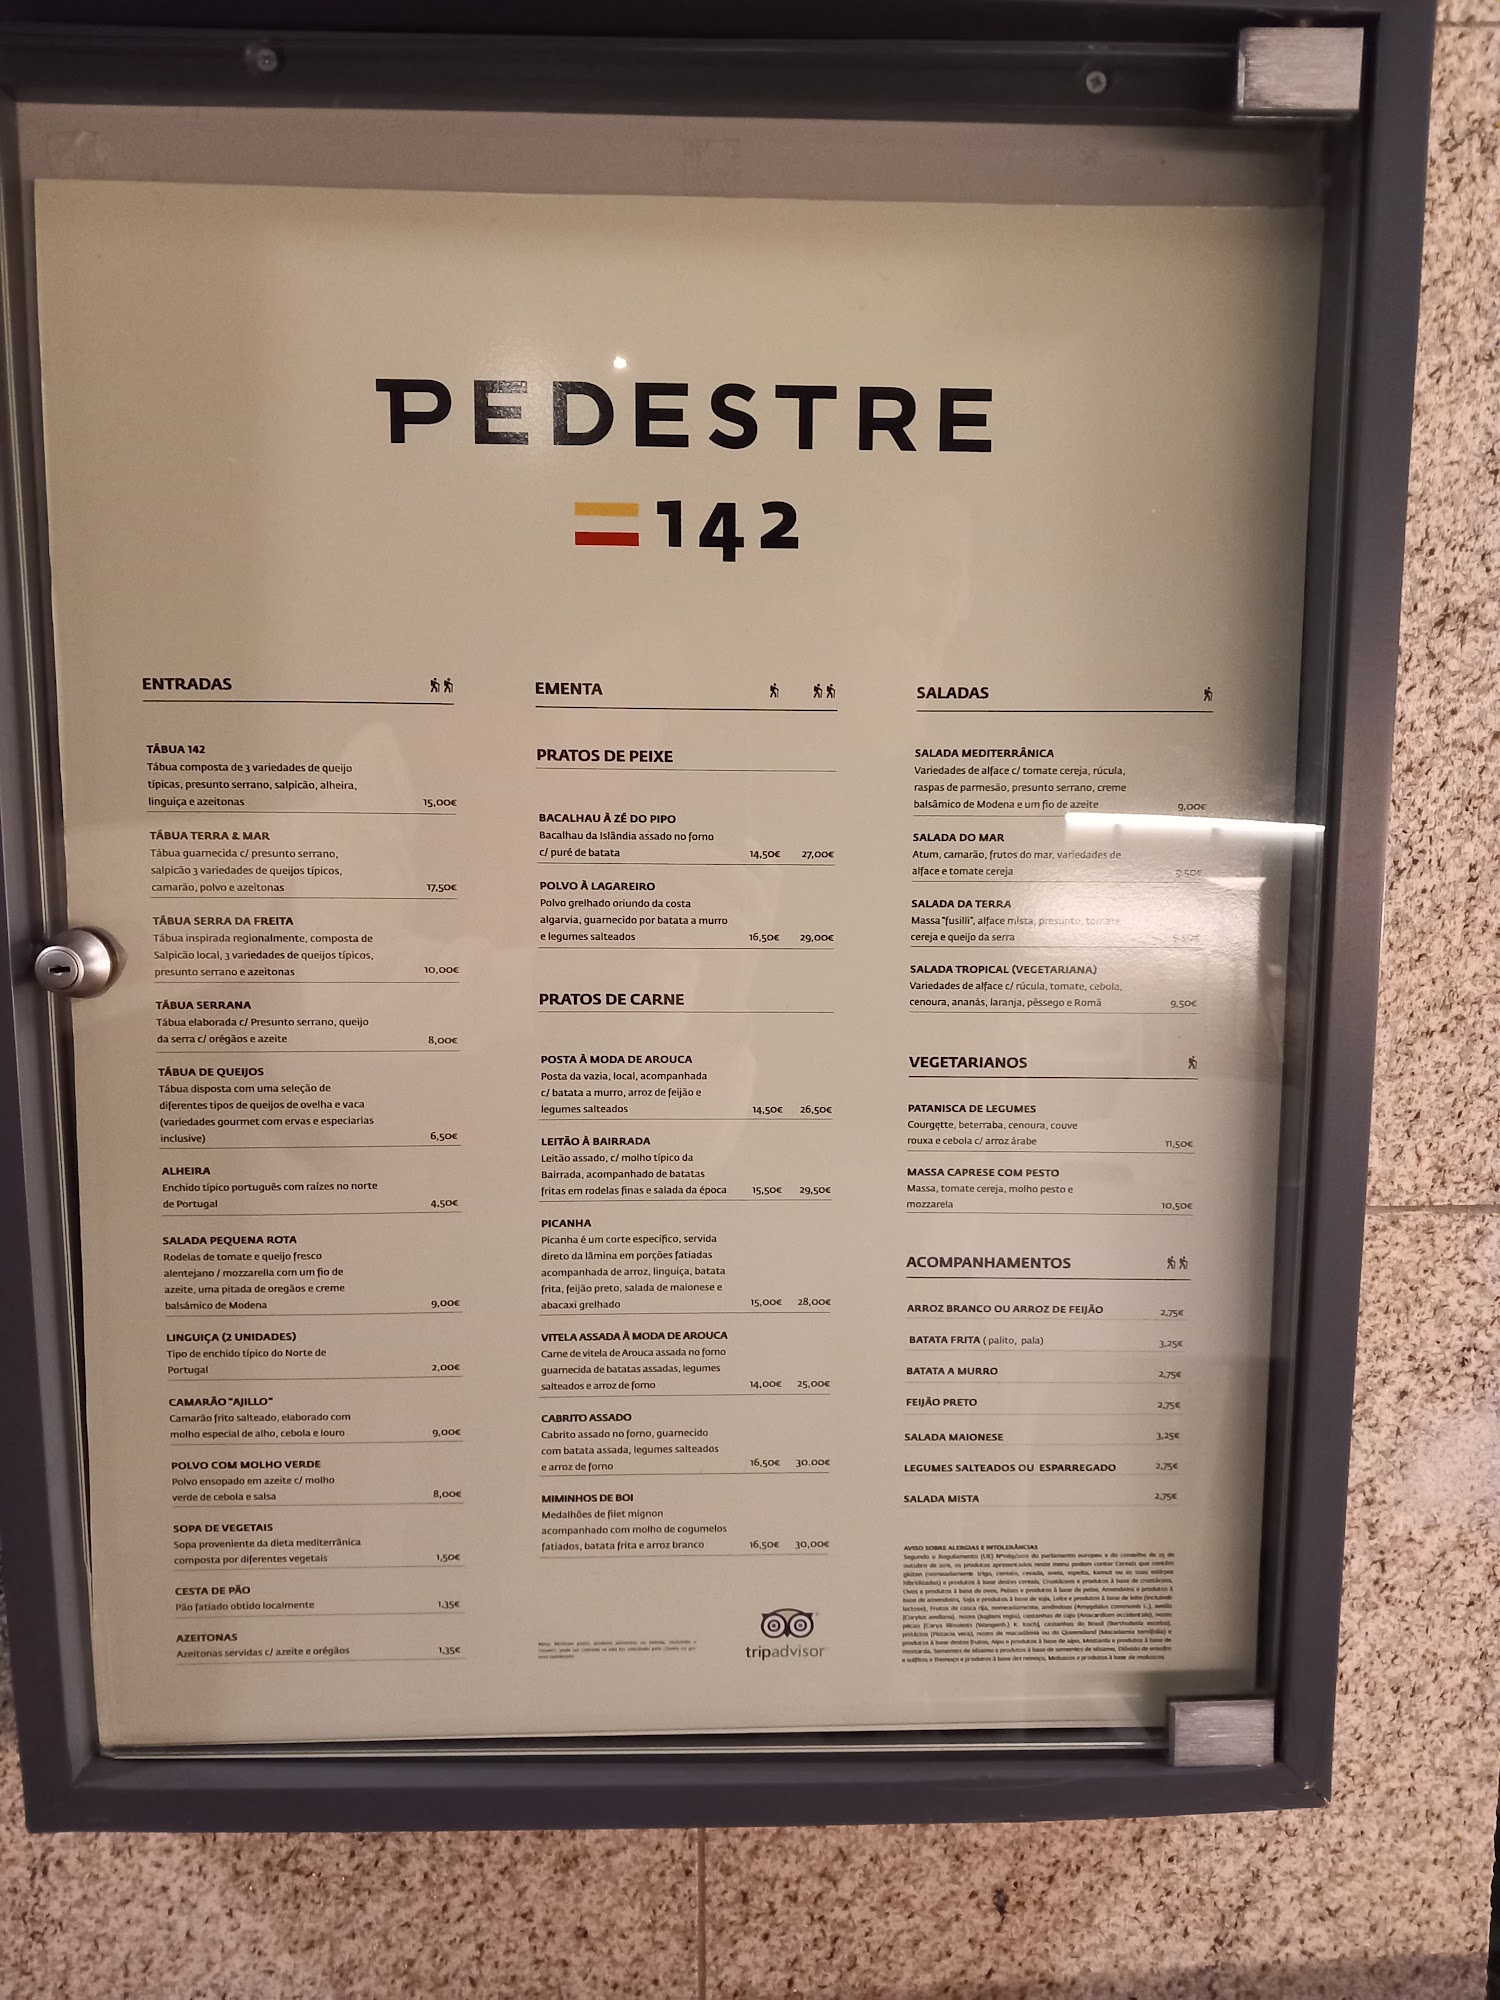 PEDESTRE
142
ENTRADAS
TÁBUA 142
Tábua composta de 3 variedades de queijo
típicas, presunto serrano, salpicão, alheira,
linguiça e azeitonas 15,00€
TÁBUA TERRA & MAR
Tábua guarnecida c/ presunto serrano,
salpicão 3 variedades de queijos típicos,
camarão, polvo e azeitonas 17,50€
TÁBUA SERRA DA FREITA
Tábua inspirada regionalmente, composta de
Salpicão local, 3 variedades de queijos típicos,
presunto serrano e azeitonas 10,00€
TÁBUA SERRANA
Tábua elaborada c/ Presunto serrano, queijo
da serra c/ orégãos e azeite 8,00€
TÁBUA DE QUEIJOS
Tábua disposta com uma seleção de
diferentes tipos de queijos de ovelha e vaca
(variedades gourmet com ervas e especiarias
inclusive) 6,50€
ALHEIRA
Enchido típico português com raízes no norte
de Portugal 4,50€
SALADA PEQUENA ROTA
Rodelas de tomate e queijo fresco
alentejano / mozzarella com um fio de
azeite, uma pitada de oregãos e creme
balsâmico de Modena 9,00€
LINGUIÇA (2 UNIDADES)
Tipo de enchido típico do Norte de
Portugal 2,00€
CAMARÃO "AJILLO"
Camarão frito salteado, elaborado com
molho especial de alho, cebola e louro 9,00€
POLVO COM MOLHO VERDE
Polvo ensopado em azeite c/ molho
verde de cebola e salsa 8,00€
SOPA DE VEGETAIS
Sopa proveniente da dieta mediterrânica
composta por diferentes vegetais 1,50€
CESTA DE PÃO
Pão fatiado obtido localmente 1,35€
AZEITONAS
Azeitonas servidas c/ azeite e orégãos 1,35€
EMENTA
PRATOS DE PEIXE
BACALHAU À ZÉ DO PIPO
Bacalhau da Islândia assado no forno
c/ puré de batata 14,50€ 27,00€
POLVO À LAGAREIRO
Polvo grelhado oriundo da costa
algarvia, guarnecido por batata a murro
e legumes salteados 16,50€ 29,00€
PRATOS DE CARNE
POSTA À MODA DE AROUCA
Posta da vazia, local, acompanhada
c/ batata a murro, arroz de feijão e
legumes salteados 14,50€ 26,50€
LEITÃO À BAIRRADA
Leitão assado, c/ molho típico da
Bairrada, acompanhado de batatas
fritas em rodelas finas e salada da época 15,50€ 29,50€
PICANHA
Picanha é um corte específico, servida
direto da lâmina em porções fatiadas
acompanhada de arroz, linguiça, batata
frita, feijão preto, salada de maionese e
abacaxi grelhado 15,00€ 28,00€
VITELA ASSADA À MODA DE AROUCA
Carne de vitela de Arouca assada no forno
guarnecida de batatas assadas, legumes
salteados e arroz de forno 14,00€ 25,00€
CABRITO ASSADO
Cabrito assado no forno, guarnecido
com batata assada, legumes salteados
e arroz de forno 16,50€ 30,00€
MIMINHOS DE BOI
Medalhões de filet mignon
acompanhado com molho de cogumelos
fatiados, batata frita e arroz branco 16,50€ 30,00€
tripadvisor
SALADAS
SALADA MEDITERRÂNICA
Variedades de alface c/ tomate cereja, rúcula,
raspas de parmesão, presunto serrano, creme
balsâmico de Modena e um fio de azeite 9,00€
SALADA DO MAR
Atum, camarão, frutos do mar, variedades de
alface e tomate cereja 9,50€
SALADA DA TERRA
Massa "fusilli", alface mista, presunto, tomate
cereja e queijo da serra
SALADA TROPICAL (VEGETARIANA)
Variedades de alface c/ rúcula, tomate, cebola,
cenoura, ananás, laranja, pêssego e Romã 9,50€
VEGETARIANOS
PATANISCA DE LEGUMES
Courgette, beterraba, cenoura, couve
rouxa e cebola c/ arroz árabe 11,50€
MASSA CAPRESE COM PESTO
Massa, tomate cereja, molho pesto e
mozzarela 10,50€
ACOMPANHAMENTOS
ARROZ BRANCO OU ARROZ DE FEIJÃO 2,75€
BATATA FRITA ( palito, pala) 3,25€
BATATA A MURRO 2,75€
FEIJÃO PRETO 2,75€
SALADA MAIONESE 3,25€
LEGUMES SALTEADOS OU ESPARREGADO 2,75€
SALADA MISTA 2,75€
AVISO SOBRE ALERGIAS E INTOLERÂNCIAS